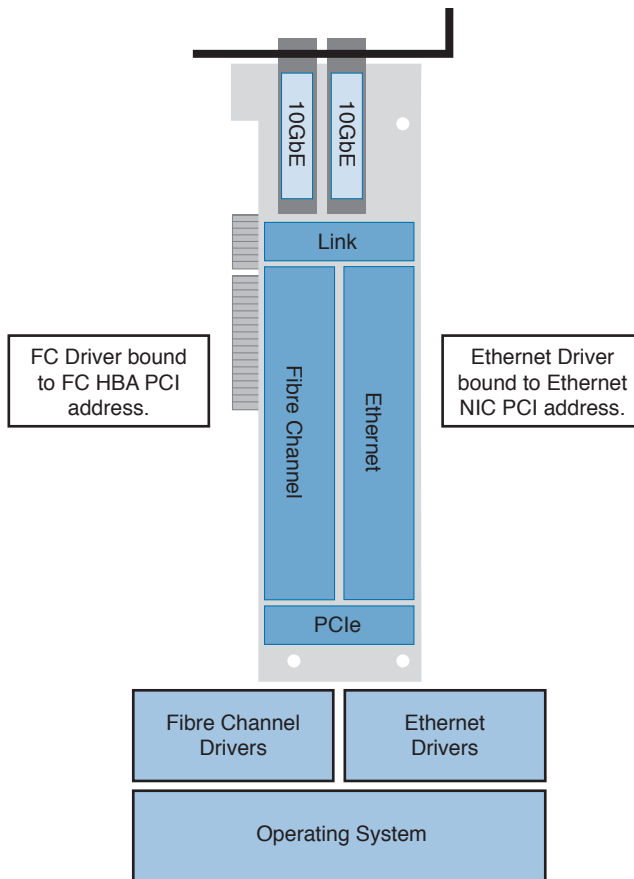 10GbE
10GbE
Link
FC Driver bound
to FC HBA PCI
address.
Fibre Channel
Ethernet
Ethernet Driver
bound to Ethernet
NIC PCI address.
PCIe
Fibre Channel
Drivers
Ethernet
Drivers
Operating System